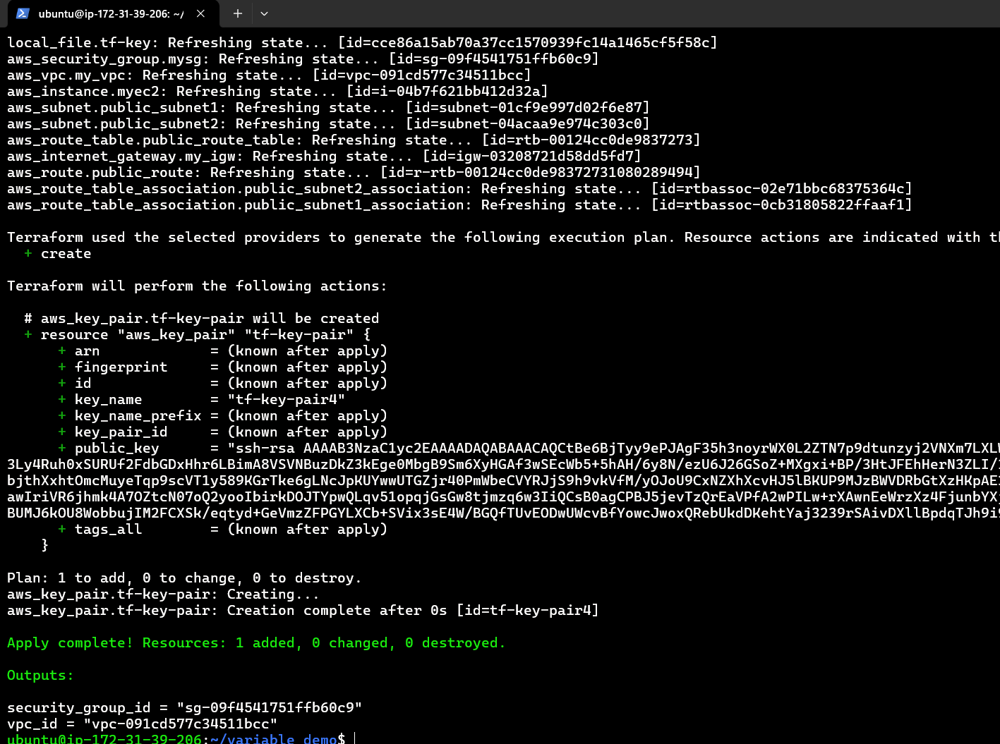 ubuntu@ip-172-31-39-206: ~/
local_file.tf-key: Refreshing state... [id=cce86a15ab70a37cc1570939fc14a1465cf5f58c]
aws_security_group.mysg: Refreshing state... [id=sg-09f4541751ffb60c9]
aws_vpc.my_vpc: Refreshing state... [id=vpc-091cd577c34511bcc]
aws_instance.myec2: Refreshing state... [id=i-04b7f621bb412d32a]
aws_subnet.public_subnet1: Refreshing state... [id=subnet-01cf9e997d02f6e87]
aws_subnet.public_subnet2: Refreshing state... [id=subnet-04acaa9e974c303c0]
aws_route_table.public_route_table: Refreshing state... [id=rtb-00124cc0de9837273]
aws_internet_gateway.my_igw: Refreshing state... [id=igw-03208721d58dd5fd7]
aws_route.public_route: Refreshing state... [id=r-rtb-00124cc0de98372731080289494]
aws_route_table_association.public_subnet2_association: Refreshing state... [id=rtbassoc-02e71bbc68375364c]
aws_route_table_association.public_subnet1_association: Refreshing state... [id=rtbassoc-0cb31805822ffaaf1]
Terraform used the selected providers to generate the following execution plan. Resource actions are indicated with
+ create
Terraform will perform the following actions:
# aws_key_pair.tf-key-pair will be created
+ resource "aws_key_pair" "tf-key-pair" {
+ arn = (known after apply)
+ fingerprint = (known after apply)
+ id = (known after apply)
+ key_name = "tf-key-pair4"
+ key_name_prefix = (known after apply)
+ key_pair_id = (known after apply)
+ public_key = "ssh-rsa AAAAB3NzaC1yc2EAAAADAQABAAACAQCtBe6BjTyy9ePJAgF35h3noyrWX0L2ZTN7p9dtunzyj2VNXm7LXL
3Ly4Ruh0xSURUf2FdbGDxHhr6LBimA8VSVNBuzDkZ3kEge0MbgB9Sm6XyHGAf3wSEcWb5+5hAH/6y8N/ezU6J26GSoZ+MXgxi+BP/3HtJFEhHerN3ZLI/
bjthXxhtOmcMuyeTqp9scVT1y589KGrTke6gLNcJpKUYwwUTGZjr40PmWbeCVYRJjS9h9vkVfM/yOJoU9CxNZXhXcvHJ5lBKUP9MJzBWVDRbGtXzHKpAE
awIriVR6jhmk4A7OZtcN07oQ2yooIbirkDOJTYpwQLqv51opqjGsGw8tjmzq6w3IiQCsB0agCPBJ5jevTzQrEaVPfA2wPILw+rXAwnEeWrzXz4FjunbYX
BUMJ6kOU8WobbujIM2FCXSk/eqtyd+GeVmzZFPGYLXCb+SVix3sE4W/BGQfTUvEODwUWcvBfYowcJwoxQRebUkdDKehtYaj3239rSAivDXllBpdqTJh9i
+ tags_all = (known after apply)
}
Plan: 1 to add, 0 to change, 0 to destroy.
aws_key_pair.tf-key-pair: Creating...
aws_key_pair.tf-key-pair: Creation complete after 0s [id=tf-key-pair4]
Apply complete! Resources: 1 added, 0 changed, 0 destroyed.
Outputs:
security_group_id = "sg-09f4541751ffb60c9"
vpc_id = "vpc-091cd577c34511bcc"
ubuntu@ip-172-31-39-206:~/variable_demo$